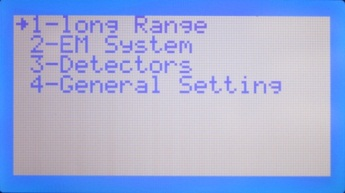 →1-long Range
2-EM System
3-Detectors
4-General Setting